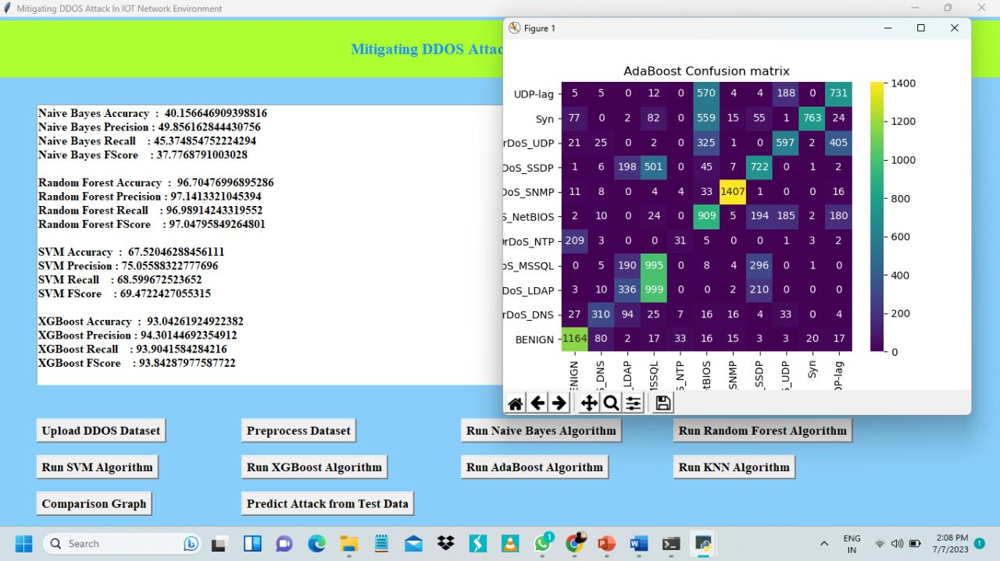 Mitigating DDOS Attack In IOT Network Environment
Mitigating DDOS Attac
Naive Bayes Accuracy : 40.156646909398816
Naive Bayes Precision : 49.856162844430756
Naive Bayes Recall : 45.374854752224294
Naive Bayes FScore : 37.7768791003028
Random Forest Accuracy : 96.70476996895286
Random Forest Precision : 97.1413321045394
Random Forest Recall : 96.98914243319552
Random Forest FScore : 97.04795849264801
SVM Accuracy : 67.52046288456111
SVM Precision : 75.05588322777696
SVM Recall : 68.599672523652
SVM FScore : 69.4722427055315
XGBoost Accuracy : 93.04261924922382
XGBoost Precision : 94.30144692354912
XGBoost Recall : 93.9041584284216
XGBoost FScore : 93.84287977587722
Figure 1
AdaBoost Confusion matrix
UDP-lag 5 5 0 12 0 570 4 4 188 0 731
Syn 77 0 2 82 0 559 15 55 1 763 24
rDoS_UDP 21 25 0 2 0 325 1 0 597 2 405
DoS_SSDP 1 6 198 501 0 45 7 722 0 1 2
DoS_SNMP 11 8 0 4 4 33 1407 1 0 0 16
S_NetBIOS 2 10 0 24 0 909 5 194 185 2 180
DrDoS_NTP 209 3 0 0 31 5 0 0 1 3 2
oS_MSSQL 0 5 190 995 0 8 4 296 0 1 0
DoS_LDAP 3 10 336 999 0 0 2 210 0 0 0
rDoS_DNS 27 310 94 25 7 16 16 4 33 0 4
BENIGN 1164 80 2 17 33 16 15 3 3 20 17
ENIGN S_DNS _LDAP MSSQL S_NTP etBIOS SNMP _SSDP S_UDP Syn DP-lag
1400
1200
1000
800
600
400
200
0
Upload DDOS Dataset Preprocess Dataset Run Naive Bayes Algorithm Run Random Forest Algorithm
Run SVM Algorithm Run XGBoost Algorithm Run AdaBoost Algorithm Run KNN Algorithm
Comparison Graph Predict Attack from Test Data
Search
1
ENG
IN
2:08 PM
7/7/2023
1